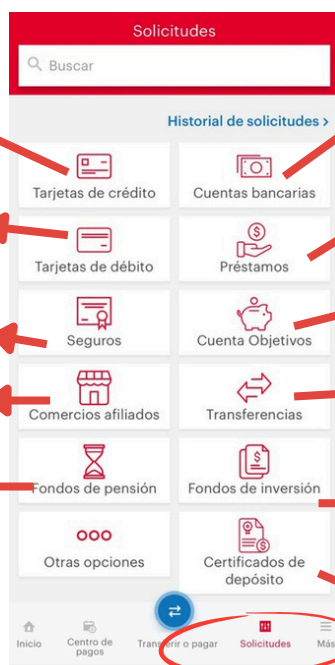 Solicitudes
Buscar
Historial de solicitudes >
Tarjetas de crédito
Cuentas bancarias
Tarjetas de débito
Préstamos
Seguros
Cuenta Objetivos
Comercios afiliados
Transferencias
Fondos de pensión
Fondos de inversión
Otras opciones
Certificados de
depósito
Inicio
Centro de
pagos
Transferir o pagar
Solicitudes
Más